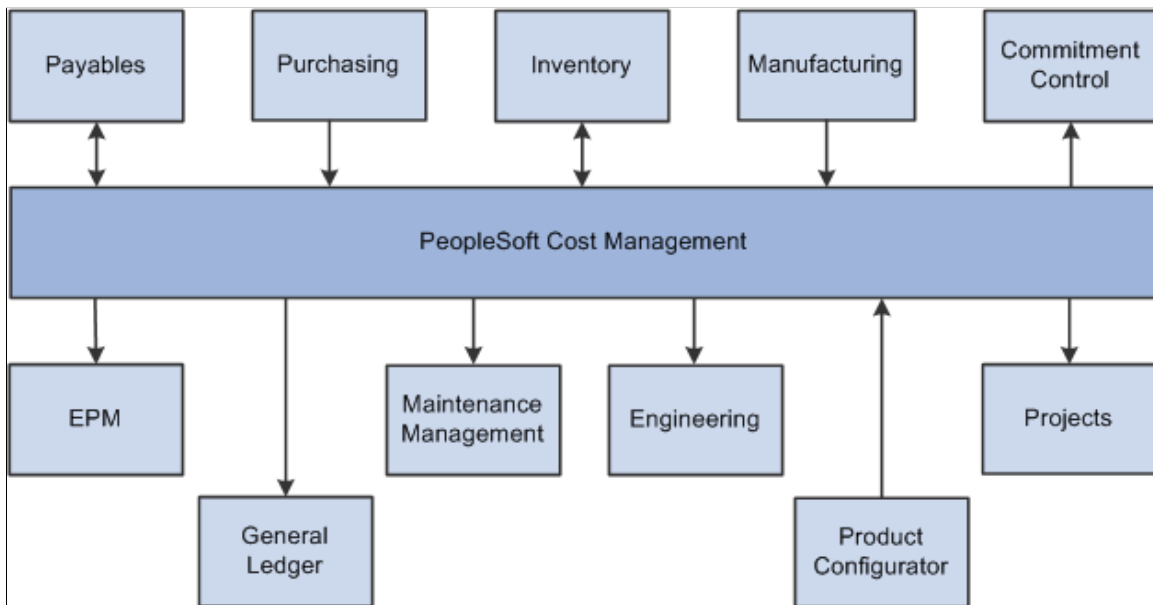 Payables
Purchasing
Inventory
Manufacturing
Commitment
Control
PeopleSoft Cost Management
EPM
Maintenance
Management
Engineering
Projects
General
Ledger
Product
Configurator